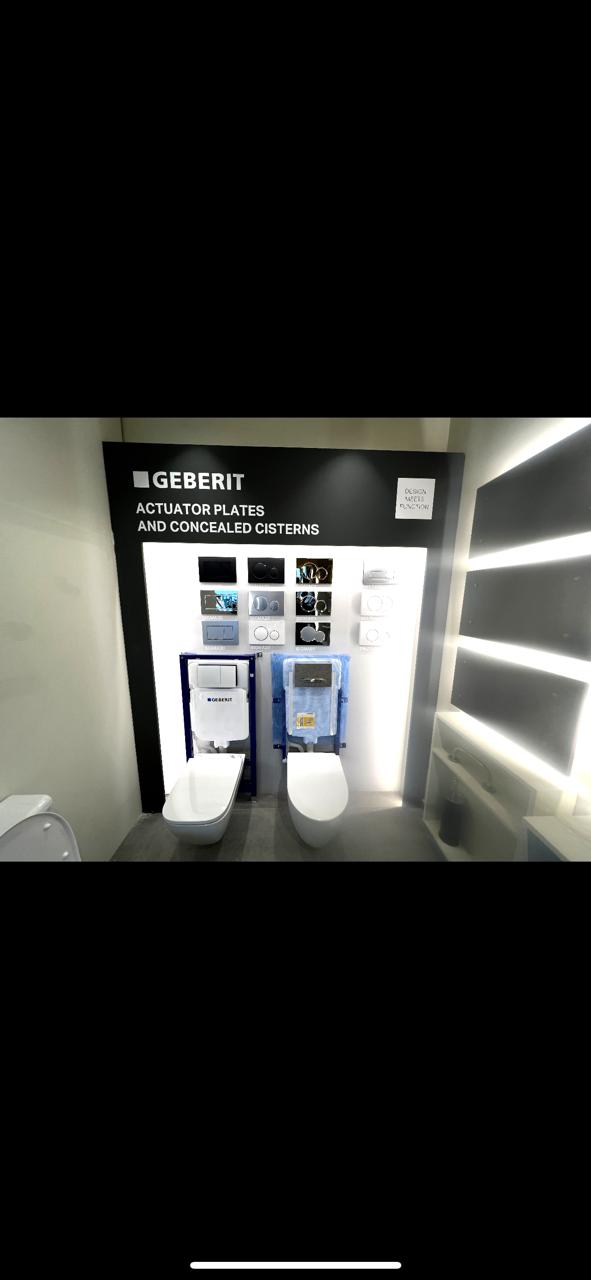 GEBERIT
ACTUATOR PLATES
AND CONCEALED CISTERNS
DESIGN
MEETS
FUNCTION
GEBERIT